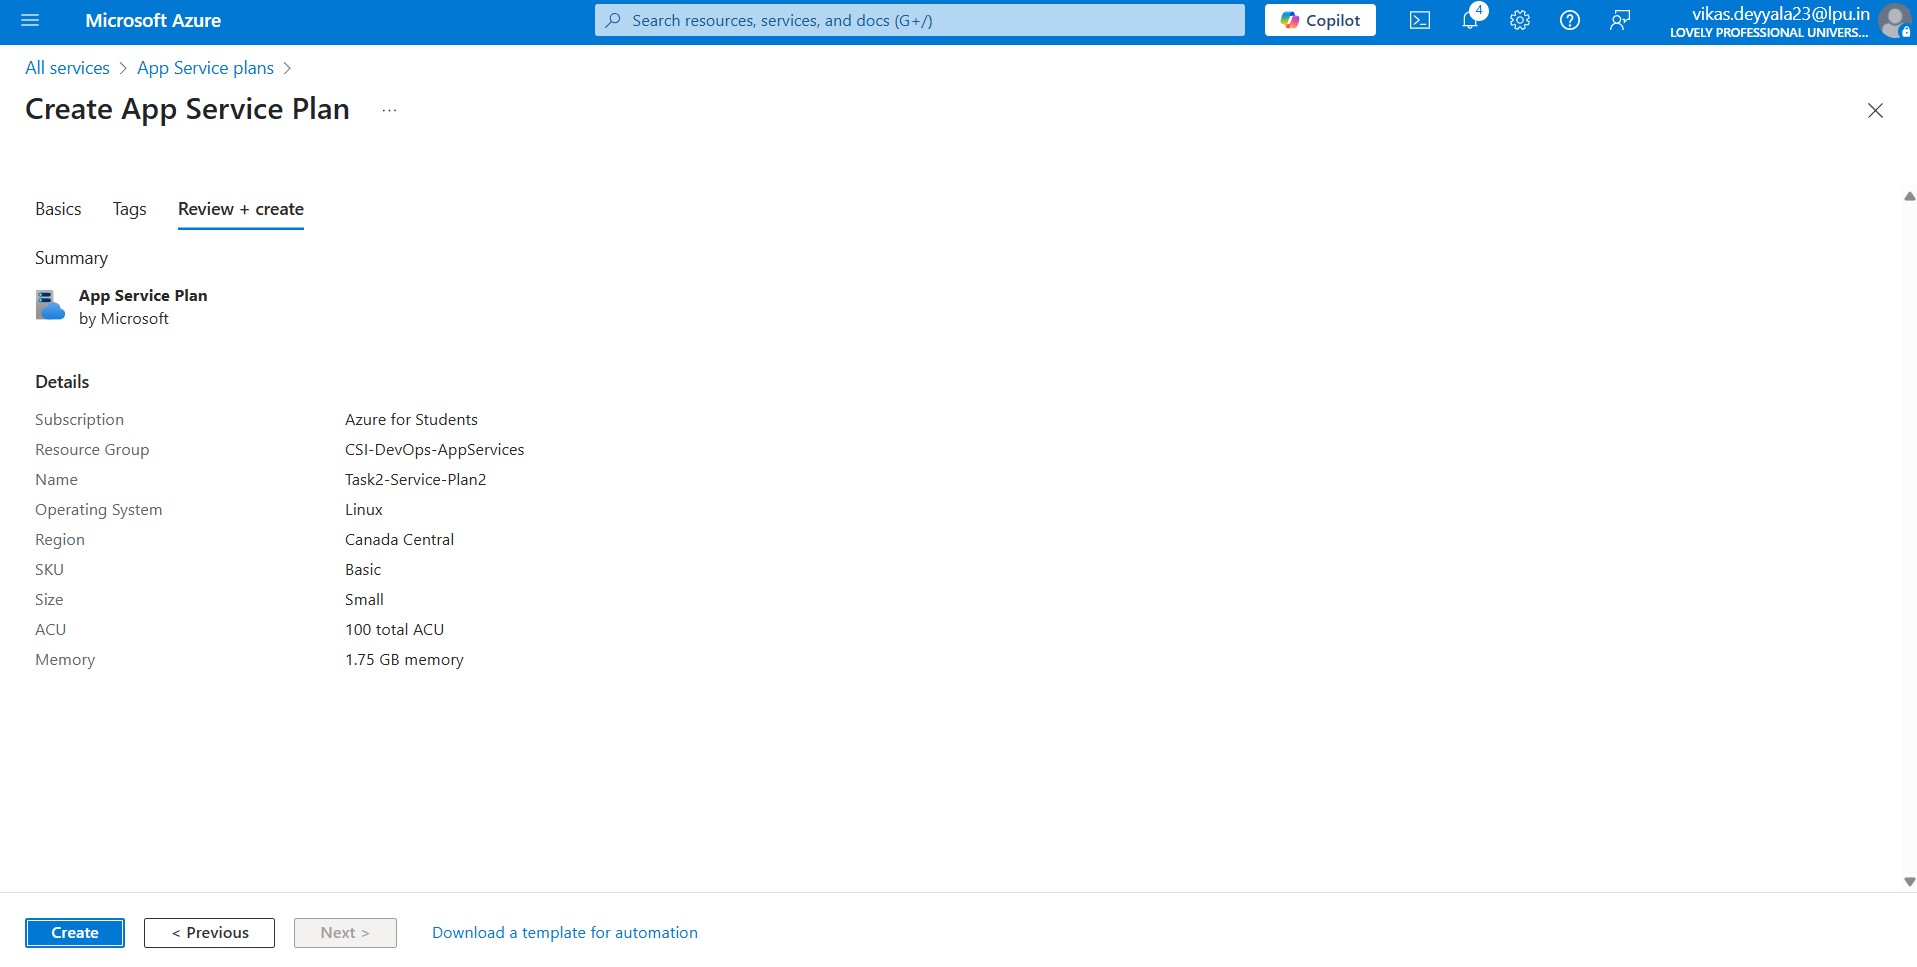 Microsoft Azure
Search resources, services, and docs (G+/)
Copilot
4
vikas.deyyala23@lpu.in
LOVELY PROFESSIONAL UNIVERS...
All services > App Service plans >
Create App Service Plan ...
Basics Tags Review + create
Summary
App Service Plan
by Microsoft
Details
Subscription Azure for Students
Resource Group CSI-DevOps-AppServices
Name Task2-Service-Plan2
Operating System Linux
Region Canada Central
SKU Basic
Size Small
ACU 100 total ACU
Memory 1.75 GB memory
Create < Previous Next > Download a template for automation